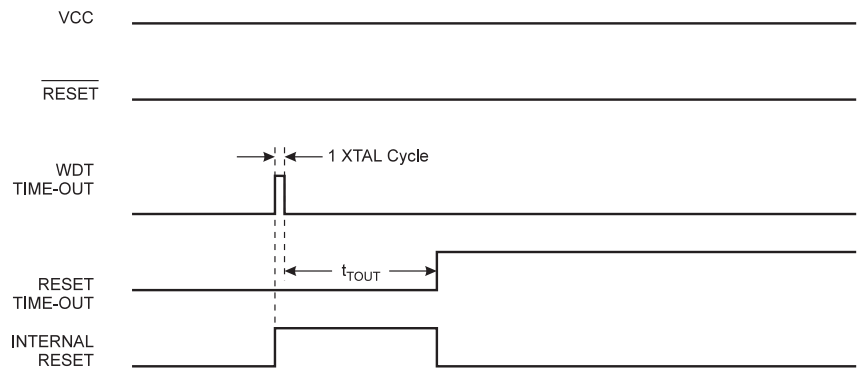 VCC
RESET
1 XTAL Cycle
WDT
TIME-OUT
tTOUT
RESET
TIME-OUT
INTERNAL
RESET